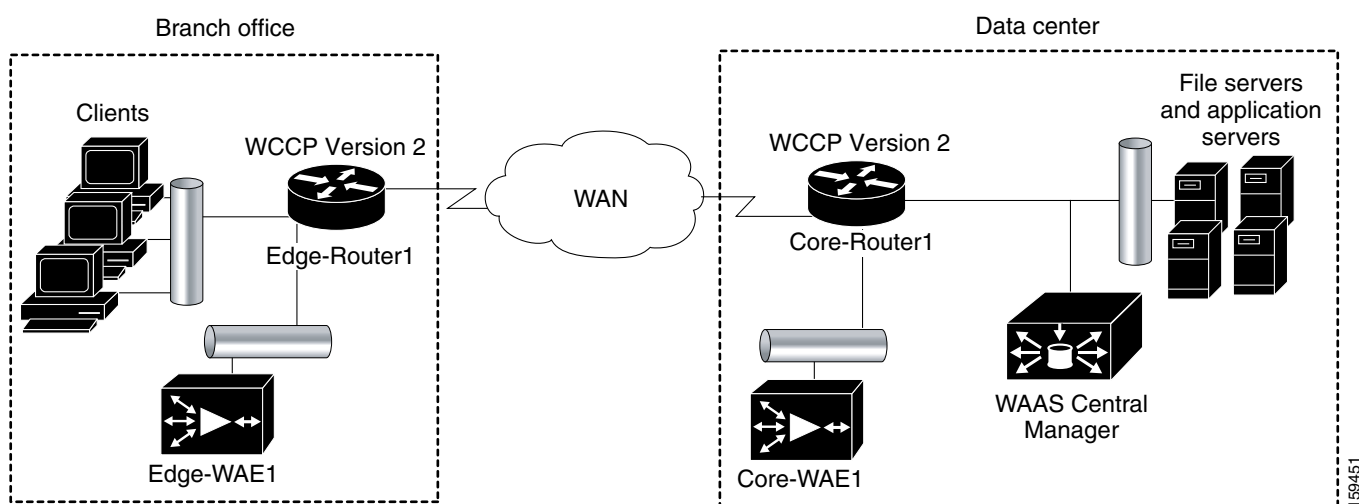 Branch office
Data center
Clients
WCCP Version 2
Edge-Router1
Edge-WAE1
WAN
WCCP Version 2
Core-Router1
Core-WAE1
File servers
and application
servers
WAAS Central
Manager
159451